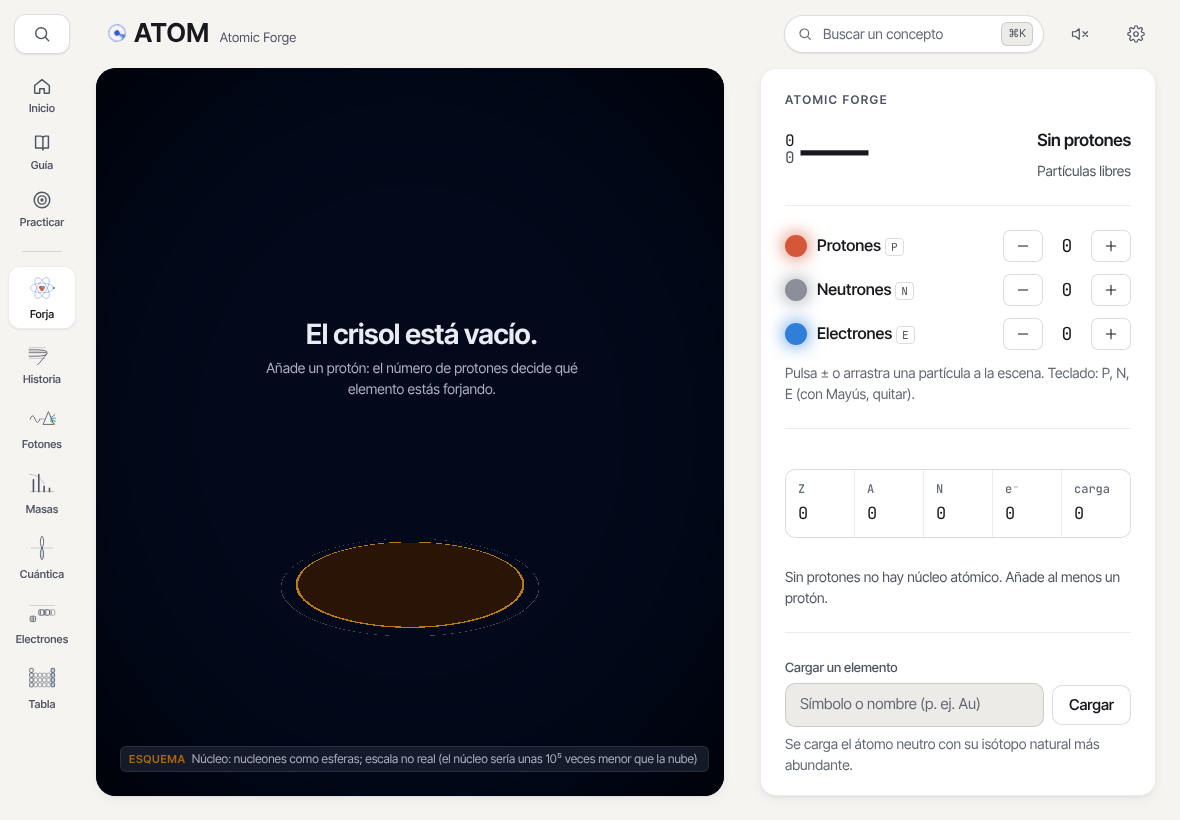 ATOM
Atomic Forge
Buscar un concepto
⌘K
Inicio
Guía
Practicar
Forja
Historia
Fotones
Masas
Cuántica
Electrones
Tabla
El crisol está vacío.
Añade un protón: el número de protones decide qué
elemento estás forjando.
ESQUEMA Núcleo: nucleones como esferas; escala no real (el núcleo sería unas 10⁵ veces menor que la nube)
ATOMIC FORGE
0
0
—
Sin protones
Partículas libres
Protones P − 0 +
Neutrones N − 0 +
Electrones E − 0 +
Pulsa ± o arrastra una partícula a la escena. Teclado: P, N,
E (con Mayús, quitar).
Z A N e⁻ carga
0 0 0 0 0
Sin protones no hay núcleo atómico. Añade al menos un
protón.
Cargar un elemento
Símbolo o nombre (p. ej. Au)
Cargar
Se carga el átomo neutro con su isótopo natural más
abundante.